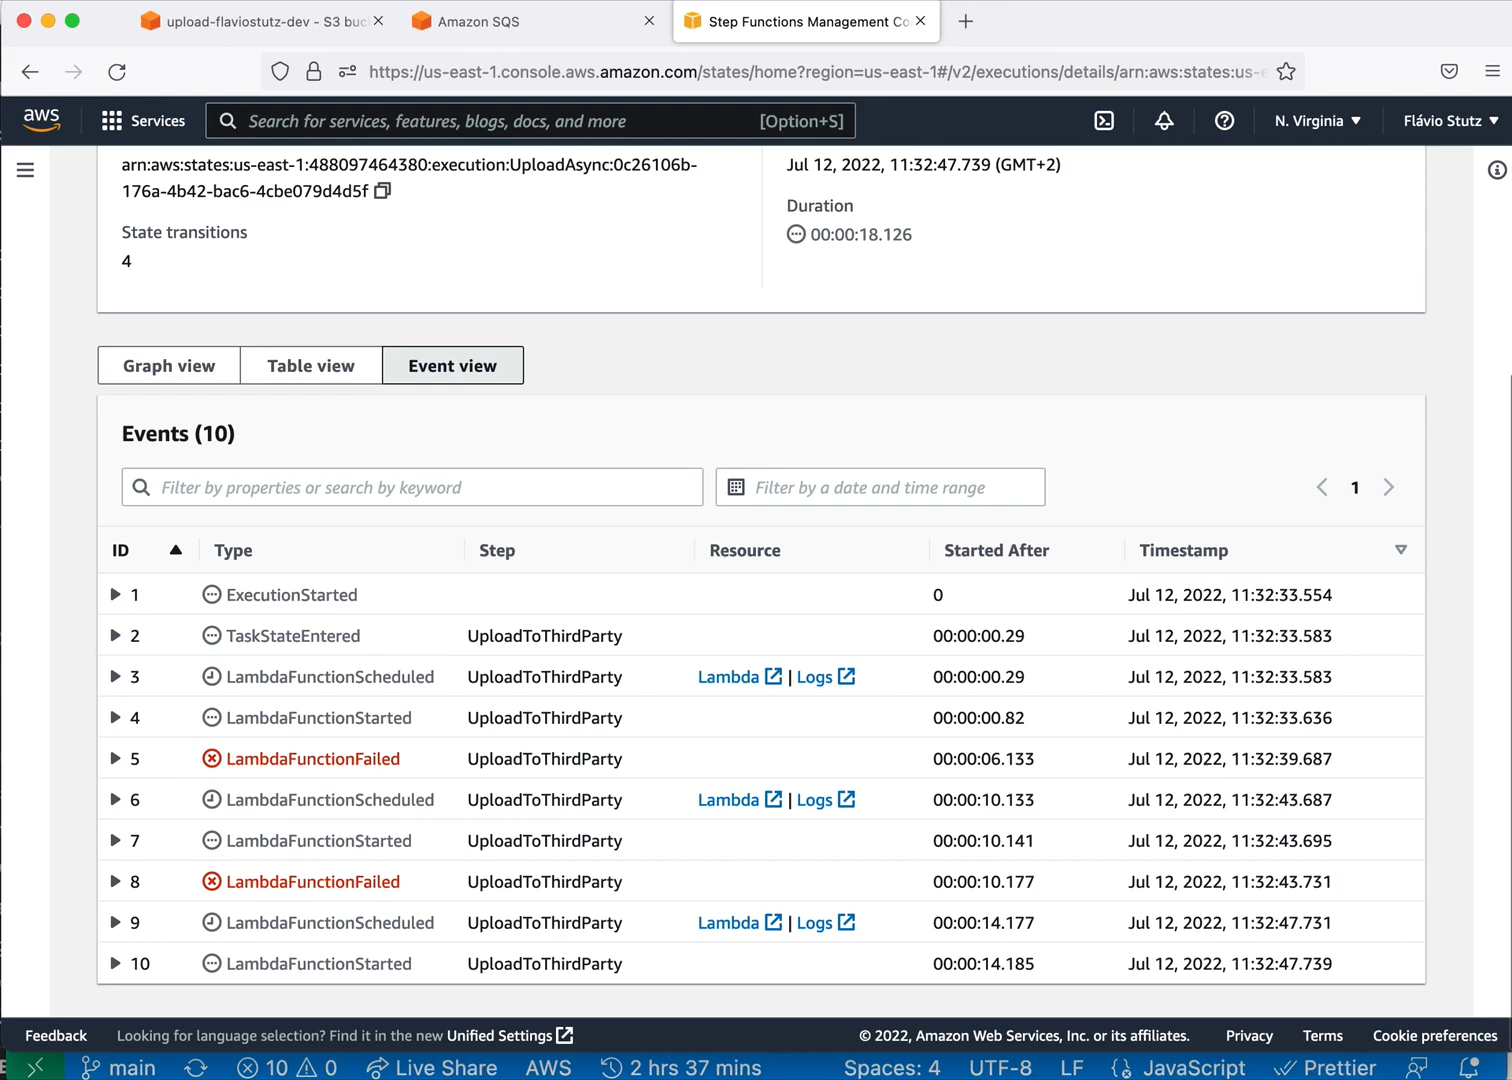 upload-flaviostutz-dev - S3 buc
Amazon SQS
Step Functions Management Co
https://us-east-1.console.aws.amazon.com/states/home?region=us-east-1#/v2/executions/details/arn:aws:states:us-e
aws
Services
Search for services, features, blogs, docs, and more [Option+S]
N. Virginia
Flávio Stutz
arn:aws:states:us-east-1:488097464380:execution:UploadAsync:0c26106b-
176a-4b42-bac6-4cbe079d4d5f
State transitions
4
Jul 12, 2022, 11:32:47.739 (GMT+2)
Duration
00:00:18.126
Graph view Table view Event view
Events (10)
Filter by properties or search by keyword Filter by a date and time range 1
ID Type Step Resource Started After Timestamp
1 ExecutionStarted 0 Jul 12, 2022, 11:32:33.554
2 TaskStateEntered UploadToThirdParty 00:00:00.29 Jul 12, 2022, 11:32:33.583
3 LambdaFunctionScheduled UploadToThirdParty Lambda | Logs 00:00:00.29 Jul 12, 2022, 11:32:33.583
4 LambdaFunctionStarted UploadToThirdParty 00:00:00.82 Jul 12, 2022, 11:32:33.636
5 LambdaFunctionFailed UploadToThirdParty 00:00:06.133 Jul 12, 2022, 11:32:39.687
6 LambdaFunctionScheduled UploadToThirdParty Lambda | Logs 00:00:10.133 Jul 12, 2022, 11:32:43.687
7 LambdaFunctionStarted UploadToThirdParty 00:00:10.141 Jul 12, 2022, 11:32:43.695
8 LambdaFunctionFailed UploadToThirdParty 00:00:10.177 Jul 12, 2022, 11:32:43.731
9 LambdaFunctionScheduled UploadToThirdParty Lambda | Logs 00:00:14.177 Jul 12, 2022, 11:32:47.731
10 LambdaFunctionStarted UploadToThirdParty 00:00:14.185 Jul 12, 2022, 11:32:47.739
Feedback Looking for language selection? Find it in the new Unified Settings © 2022, Amazon Web Services, Inc. or its affiliates. Privacy Terms Cookie preferences
main 10 0 Live Share AWS 2 hrs 37 mins Spaces: 4 UTF-8 LF JavaScript Prettier